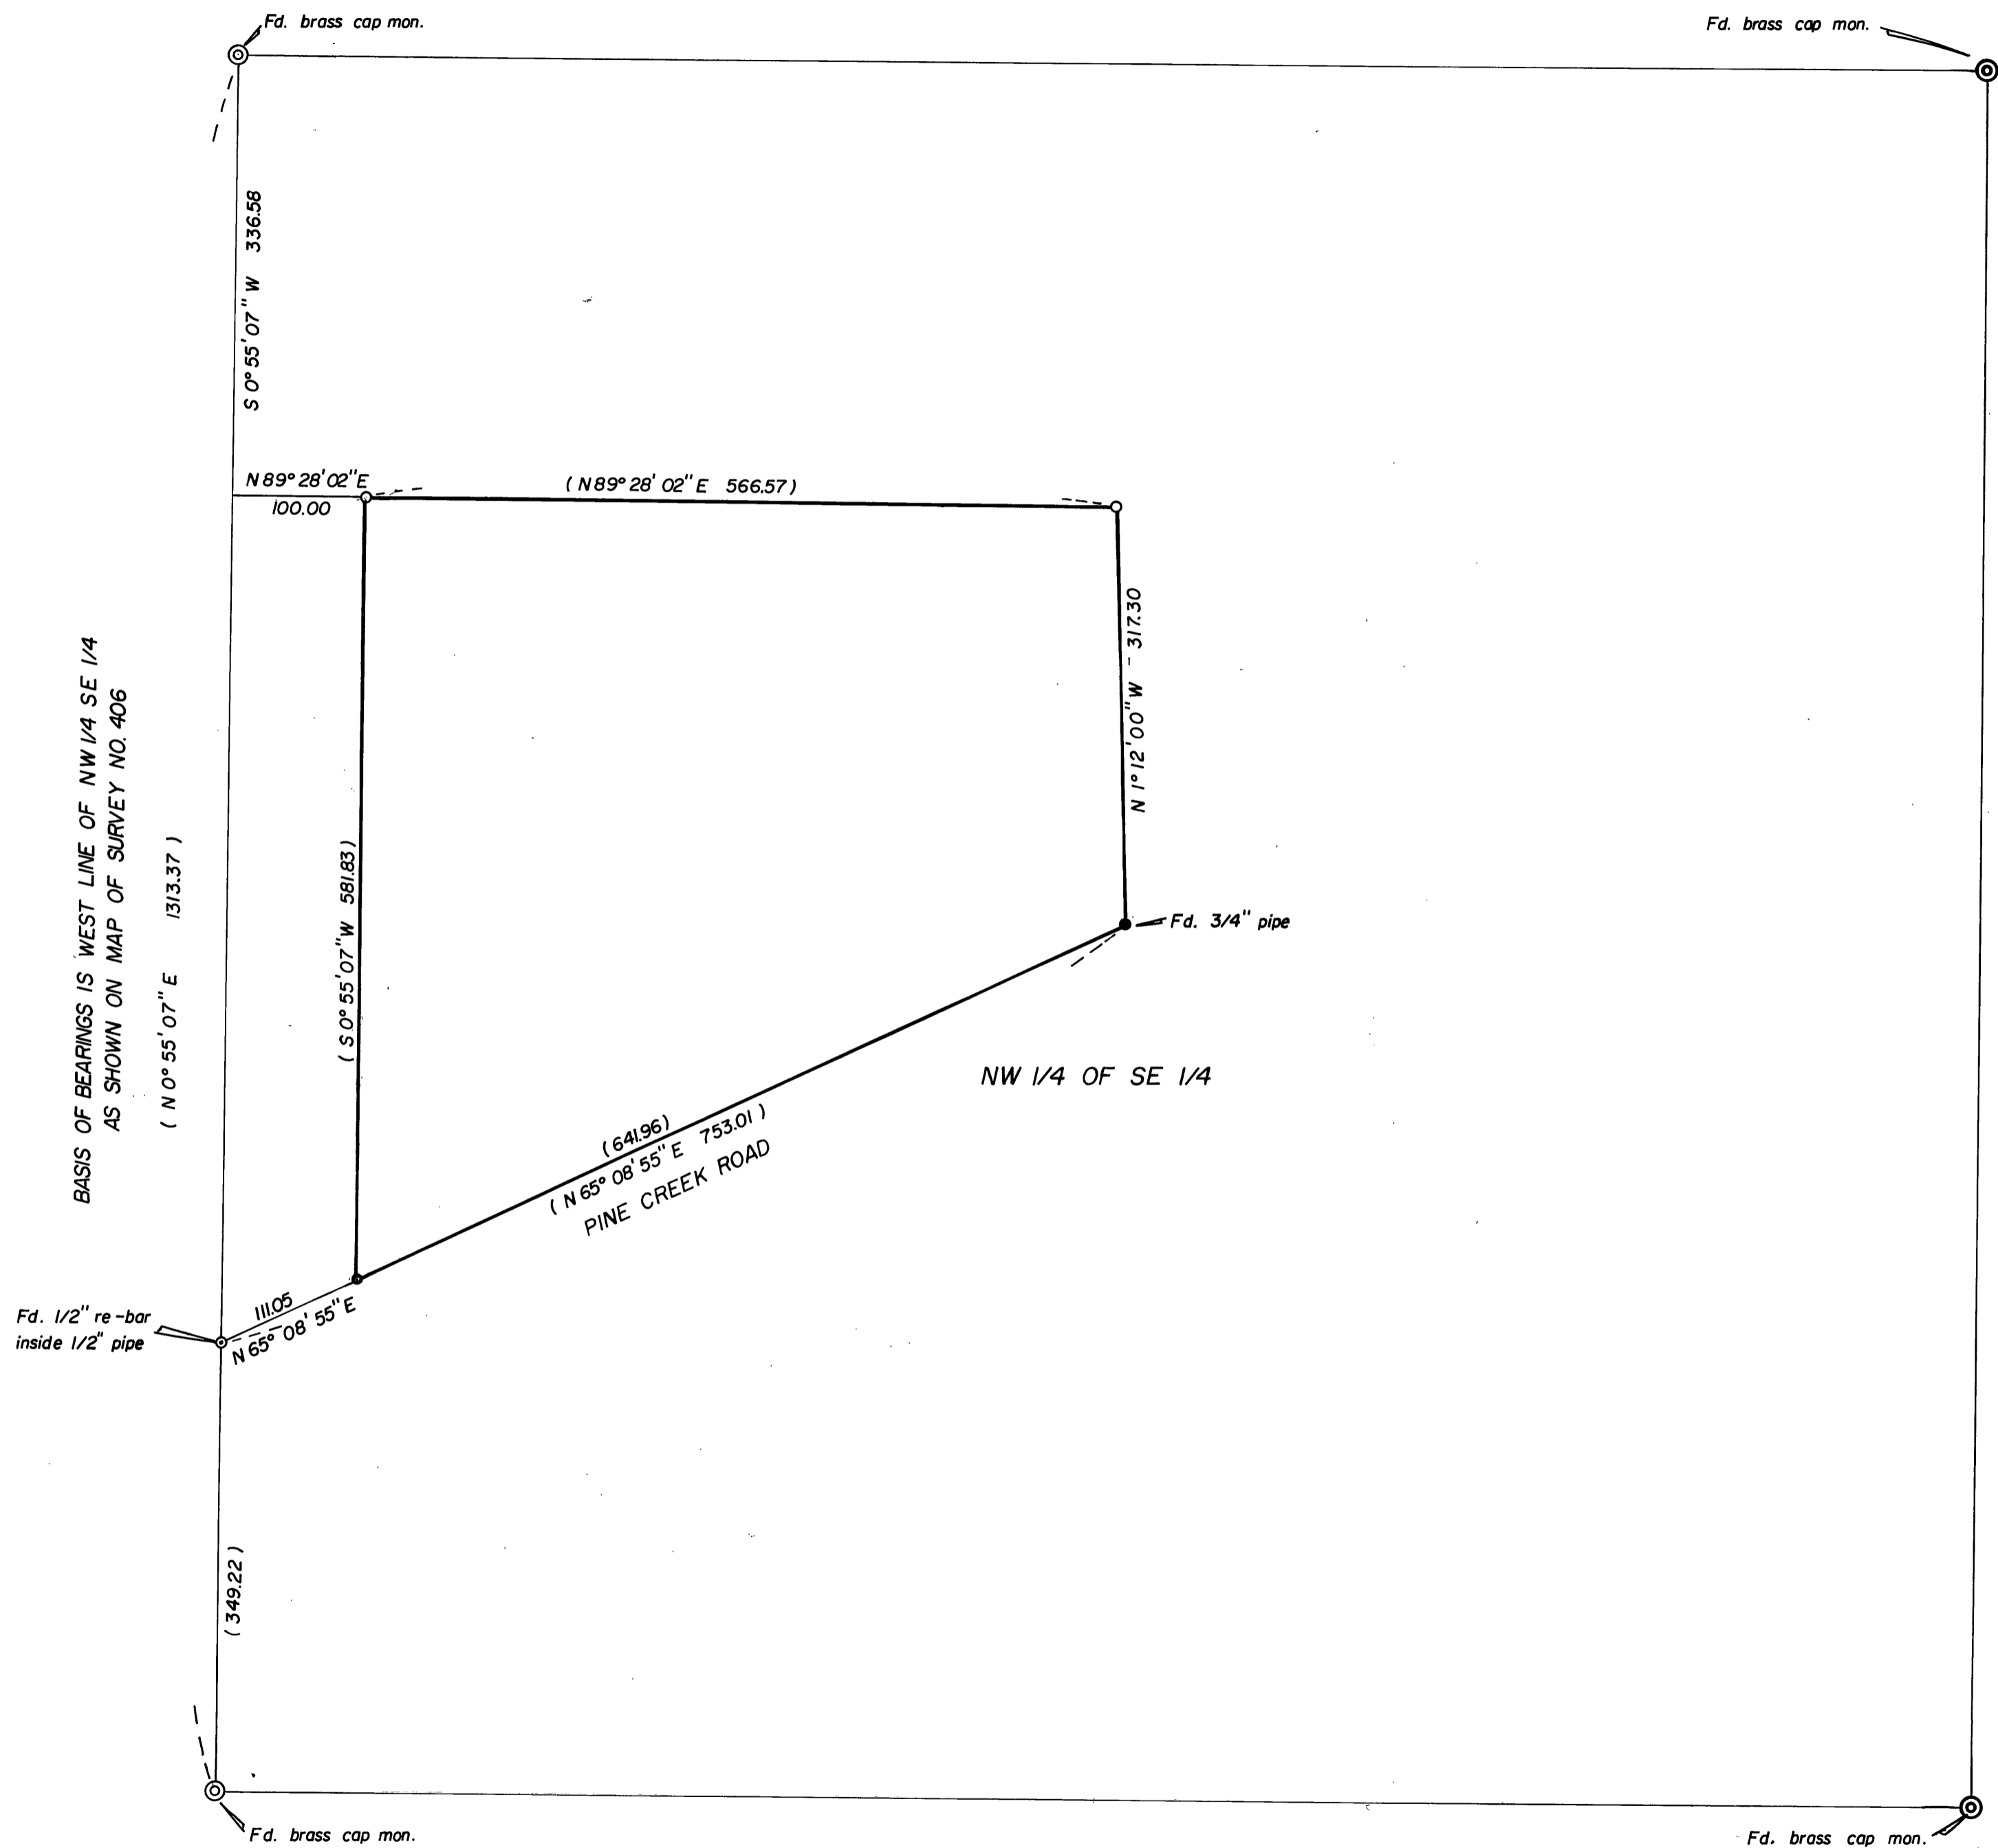 Fd. brass cap mon.
Fd. brass cap mon.
S 0° 55' 07" W 336.58
N 89° 28' 02" E
100.00
( N 89° 28' 02" E 566.57 )
N 1° 12' 00" W - 317.30
BASIS OF BEARINGS IS WEST LINE OF NW 1/4 SE 1/4
AS SHOWN ON MAP OF SURVEY NO. 406
( N 0° 55' 07" E 1313.37 )
( S 0° 55' 07" W 581.83 )
Fd. 3/4" pipe
NW 1/4 OF SE 1/4
( 641.96 )
( N 65° 08' 55" E 753.01 )
PINE CREEK ROAD
111.05
N 65° 08' 55" E
Fd. 1/2" re-bar
inside 1/2" pipe
( 349.22 )
Fd. brass cap mon.
Fd. brass cap mon.